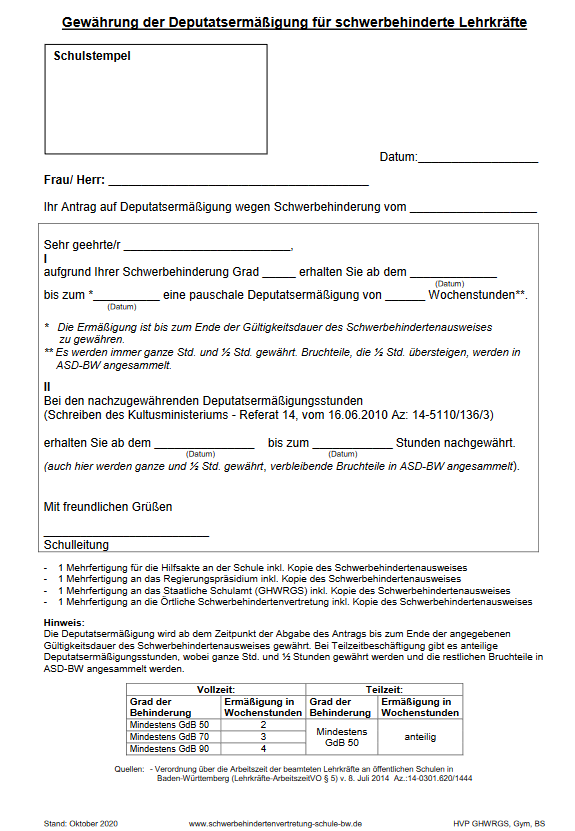 Gewährung der Deputatsermäßigung für schwerbehinderte Lehrkräfte
Schulstempel
Datum:__________________
Frau/ Herr: _______________________________________
Ihr Antrag auf Deputatsermäßigung wegen Schwerbehinderung vom ___________________
Sehr geehrte/r _________________________,
I
aufgrund Ihrer Schwerbehinderung Grad _____ erhalten Sie ab dem _____________
(Datum)
bis zum *__________ eine pauschale Deputatsermäßigung von ______ Wochenstunden**.
(Datum)
* Die Ermäßigung ist bis zum Ende der Gültigkeitsdauer des Schwerbehindertenausweises
zu gewähren.
** Es werden immer ganze Std. und ½ Std. gewährt. Bruchteile, die ½ Std. übersteigen, werden in
ASD-BW angesammelt.
II
Bei den nachzugewährenden Deputatsermäßigungsstunden
(Schreiben des Kultusministeriums - Referat 14, vom 16.06.2010 Az: 14-5110/136/3)
erhalten Sie ab dem _______________ bis zum ____________ Stunden nachgewährt.
(Datum) (Datum)
(auch hier werden ganze und ½ Std. gewährt, verbleibende Bruchteile in ASD-BW angesammelt).
Mit freundlichen Grüßen
_________________________
Schulleitung
- 1 Mehrfertigung für die Hilfsakte an der Schule inkl. Kopie des Schwerbehindertenausweises
- 1 Mehrfertigung an das Regierungspräsidium inkl. Kopie des Schwerbehindertenausweises
- 1 Mehrfertigung an das Staatliche Schulamt (GHWRGS) inkl. Kopie des Schwerbehindertenausweises
- 1 Mehrfertigung an die Örtliche Schwerbehindertenvertretung inkl. Kopie des Schwerbehindertenausweises
Hinweis:
Die Deputatsermäßigung wird ab dem Zeitpunkt der Abgabe des Antrags bis zum Ende der angegebenen
Gültigkeitsdauer des Schwerbehindertenausweises gewährt. Bei Teilzeitbeschäftigung gibt es anteilige
Deputatsermäßigungsstunden, wobei ganze Std. und ½ Stunden gewährt werden und die restlichen Bruchteile in
ASD-BW angesammelt werden.
Vollzeit: Teilzeit:
Grad der Ermäßigung in Grad der Ermäßigung in
Behinderung Wochenstunden Behinderung Wochenstunden
Mindestens GdB 50 2
Mindestens GdB 70 3
Mindestens GdB 90 4
Mindestens
GdB 50
anteilig
Quellen: - Verordnung über die Arbeitszeit der beamteten Lehrkräfte an öffentlichen Schulen in
Baden-Württemberg (Lehrkräfte-ArbeitszeitVO § 5) v. 8. Juli 2014 Az.:14-0301.620/1444
Stand: Oktober 2020 www.schwerbehindertenvertretung-schule-bw.de HVP GHWRGS, Gym, BS